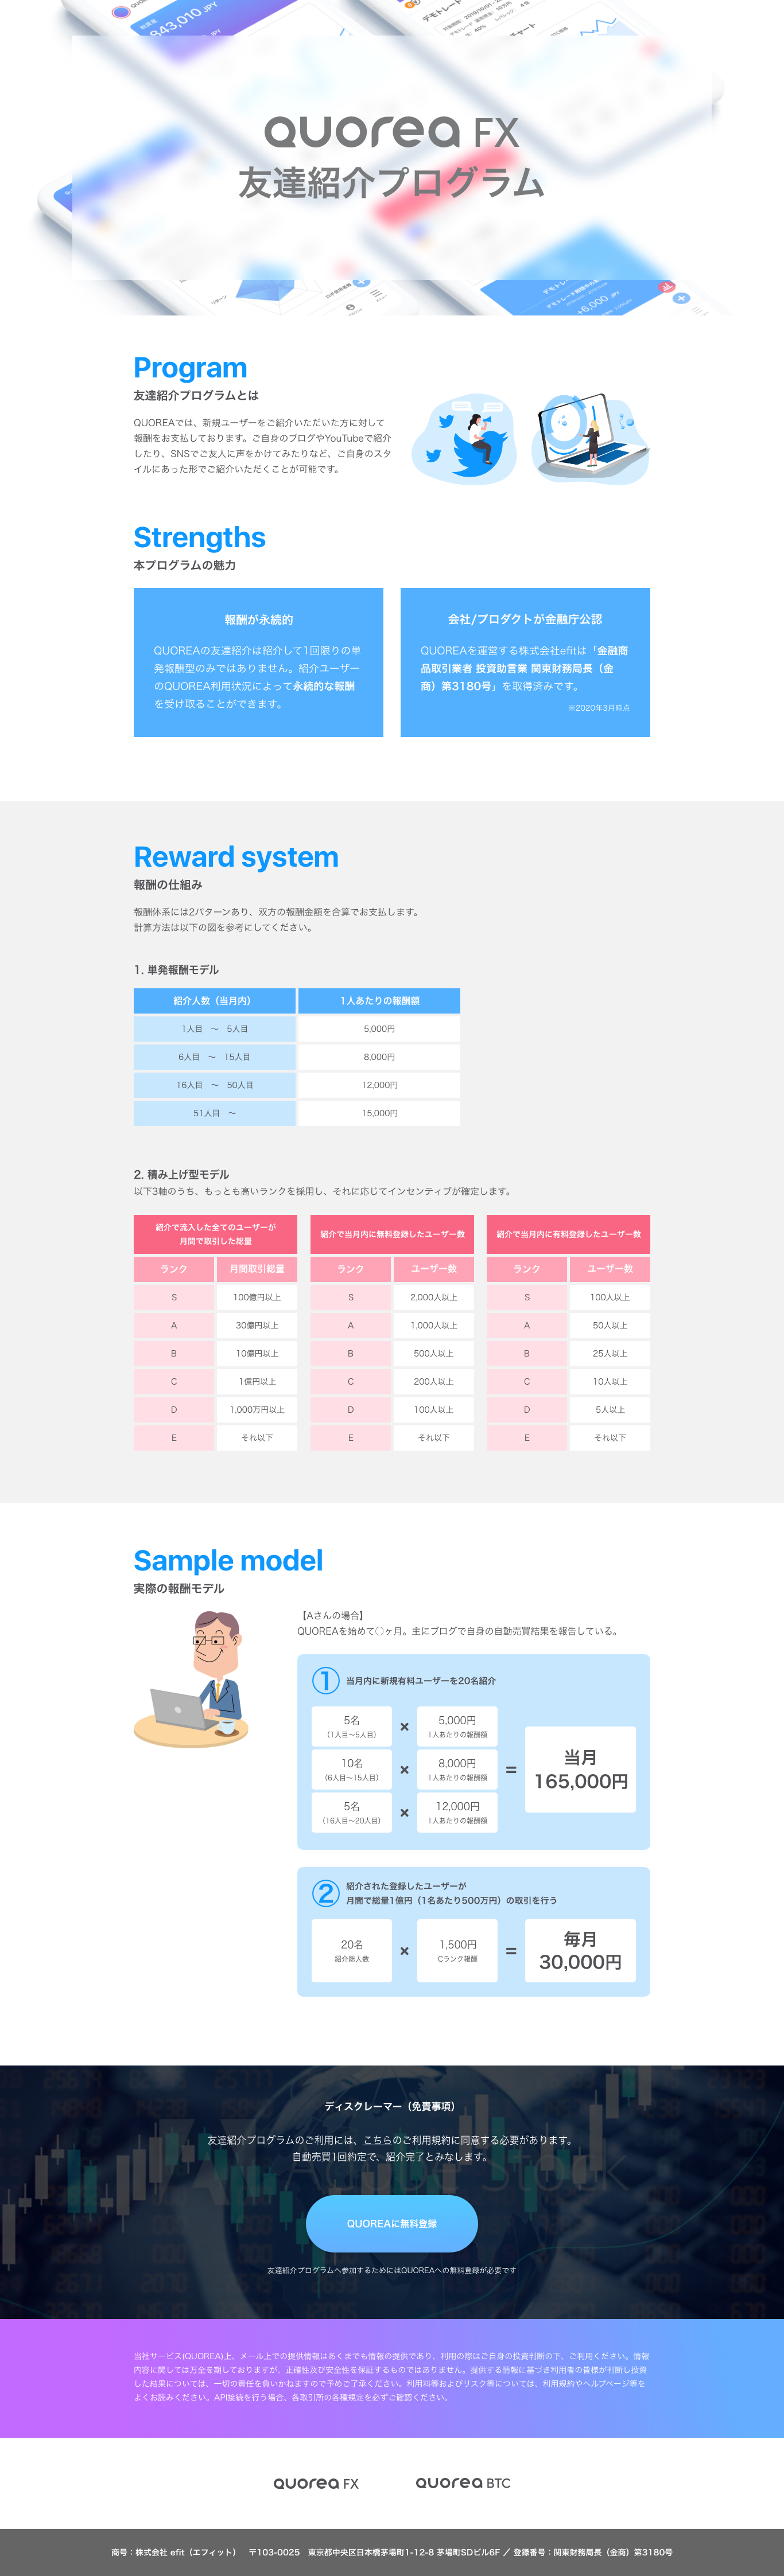 QUOREA FX
友達紹介プログラム
Program
友達紹介プログラムとは
QUOREAでは、新規ユーザーをご紹介いただいた方に対して
報酬をお支払しております。ご自身のブログやYouTubeで紹介
したり、SNSでご友人に声をかけてみたりなど、ご自身のスタ
イルにあった形でご紹介いただくことが可能です。
Strengths
本プログラムの魅力
報酬が永続的
QUOREAの友達紹介は紹介して1回限りの単
発報酬型のみではありません。紹介ユーザー
のQUOREA利用状況によって永続的な報酬
を受け取ることができます。
会社/プロダクトが金融庁公認
QUOREAを運営する株式会社efitは「金融商
品取引業者 投資助言業 関東財務局長（金
商）第3180号」を取得済みです。
※2020年3月時点
Reward system
報酬の仕組み
報酬体系には2パターンあり、双方の報酬金額を合算でお支払します。
計算方法は以下の図を参考にしてください。
1. 単発報酬モデル
紹介人数（当月内） 1人あたりの報酬額
1人目 〜 5人目 5,000円
6人目 〜 15人目 8,000円
16人目 〜 50人目 12,000円
51人目 〜 15,000円
2. 積み上げ型モデル
以下3軸のうち、もっとも高いランクを採用し、それに応じてインセンティブが確定します。
紹介で流入した全てのユーザーが
月間で取引した総量
ランク 月間取引総量
S 100億円以上
A 30億円以上
B 10億円以上
C 1億円以上
D 1,000万円以上
E それ以下
紹介で当月内に無料登録したユーザー数
ランク ユーザー数
S 2,000人以上
A 1,000人以上
B 500人以上
C 200人以上
D 100人以上
E それ以下
紹介で当月内に有料登録したユーザー数
ランク ユーザー数
S 100人以上
A 50人以上
B 25人以上
C 10人以上
D 5人以上
E それ以下
Sample model
実際の報酬モデル
【Aさんの場合】
QUOREAを始めて○ヶ月。主にブログで自身の自動売買結果を報告している。
① 当月内に新規有料ユーザーを20名紹介
5名 × 5,000円
（1人目〜5人目） 1人あたりの報酬額
10名 × 8,000円
（6人目〜15人目） 1人あたりの報酬額
5名 × 12,000円
（16人目〜20人目） 1人あたりの報酬額
=
当月
165,000円
② 紹介された登録したユーザーが
月間で総量1億円（1名あたり500万円）の取引を行う
20名 × 1,500円 =
紹介総人数 Cランク報酬
毎月
30,000円
ディスクレーマー（免責事項）
友達紹介プログラムのご利用には、こちらのご利用規約に同意する必要があります。
自動売買1回約定で、紹介完了とみなします。
QUOREAに無料登録
友達紹介プログラムへ参加するためにはQUOREAへの無料登録が必要です
当社サービス(QUOREA)上、メール上での提供情報はあくまでも情報の提供であり、利用の際はご自身の投資判断の下、ご利用ください。情報
内容に関しては万全を期しておりますが、正確性及び安全性を保証するものではありません。提供する情報に基づき利用者の皆様が判断し投資
した結果については、一切の責任を負いかねますので予めご了承ください。利用料等およびリスク等については、利用規約やヘルプページ等を
よくお読みください。API接続を行う場合、各取引所の各種規定を必ずご確認ください。
QUOREA FX QUOREA BTC
商号：株式会社 efit（エフィット） 〒103-0025 東京都中央区日本橋茅場町1-12-8 茅場町SDビル6F ／ 登録番号：関東財務局長（金商）第3180号